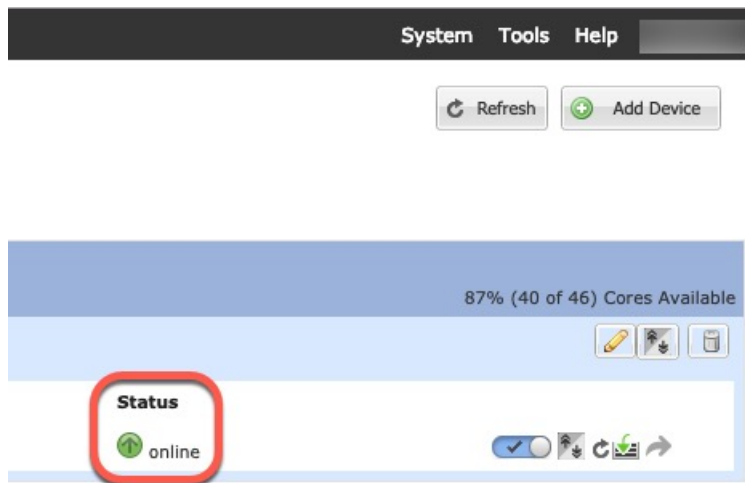 System Tools Help
Refresh Add Device
87% (40 of 46) Cores Available
Status
online